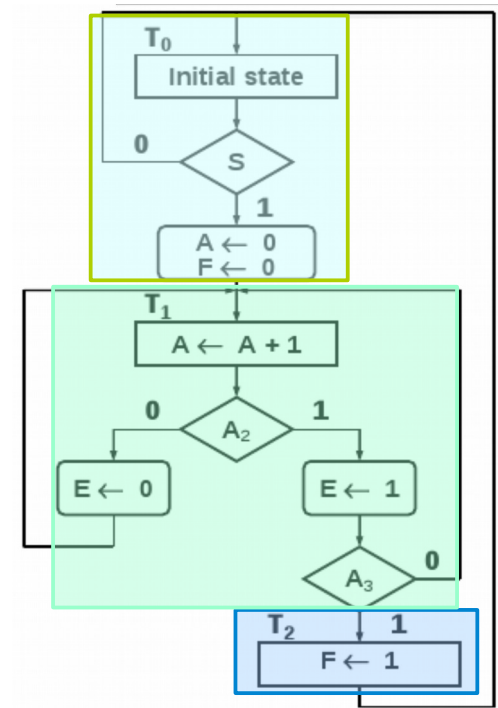 T₀
Initial state
0
S
1
A ← 0
F ← 0
T₁
A ← A + 1
0
1
A₂
E ← 0
E ← 1
0
A₃
T₂
1
F ← 1